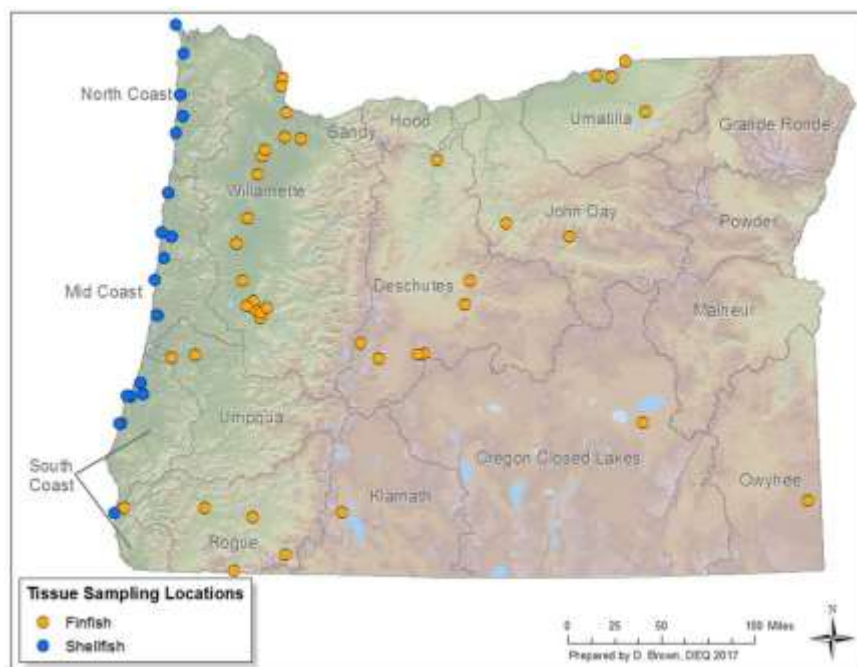 North Coast
Sandy
Hood
Umatilla
Grande Ronde
Willamette
John Day
Powder
Mid Coast
Deschutes
Malheur
Umpqua
South
Coast
Oregon Closed Lakes
Owyhee
Klamath
Rogue
Tissue Sampling Locations
Finfish
Shellfish
N
0 25 50 100 Miles
Prepared by D. Brown, DEQ 2017